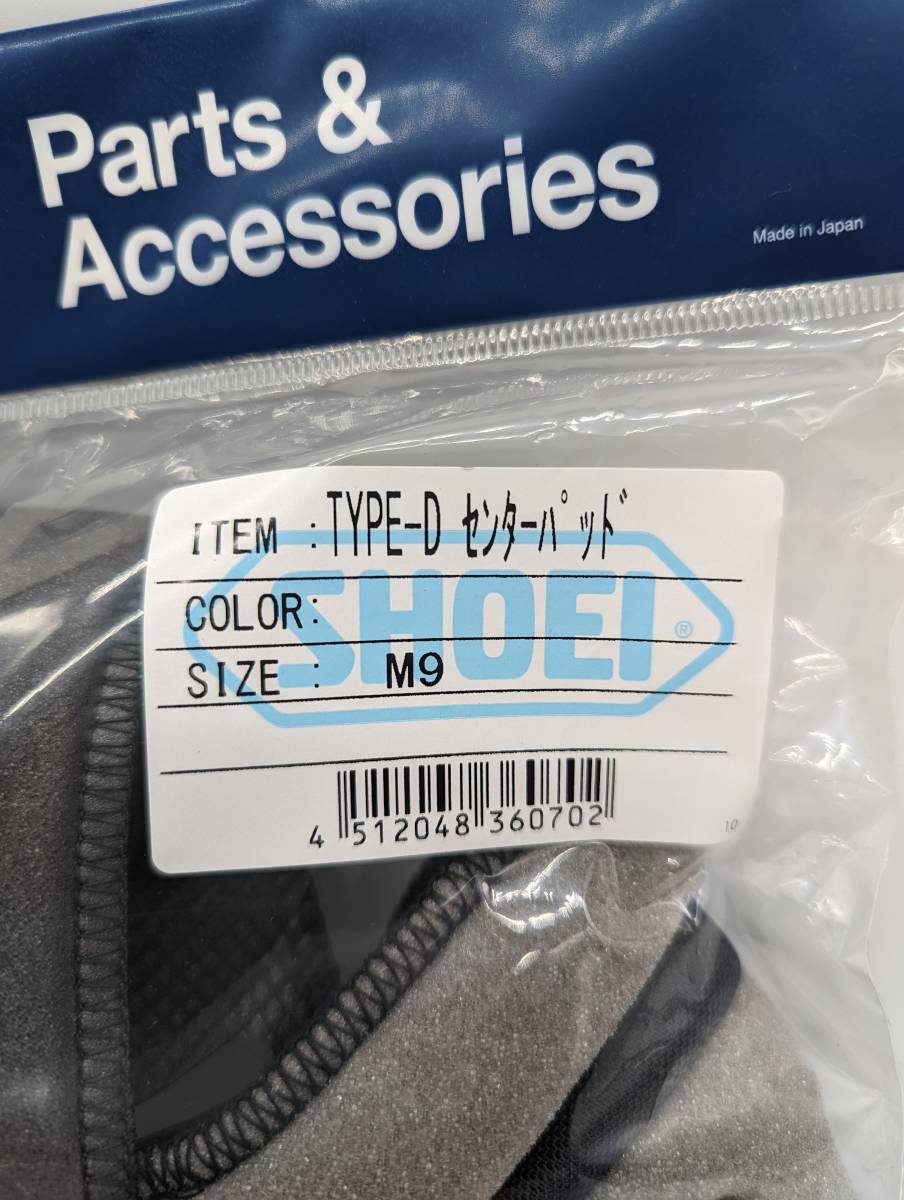 Parts &
Accessories
Made in Japan
ITEM : TYPE-D ｾﾝﾀｰﾊﾟｯﾄﾞ
COLOR:
SHOEI®
SIZE : M9
4 512048 360702
10